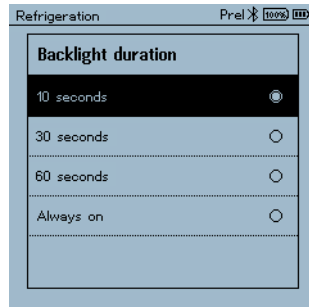 Refrigeration Prel 100%
Backlight duration
10 seconds
30 seconds
60 seconds
Always on